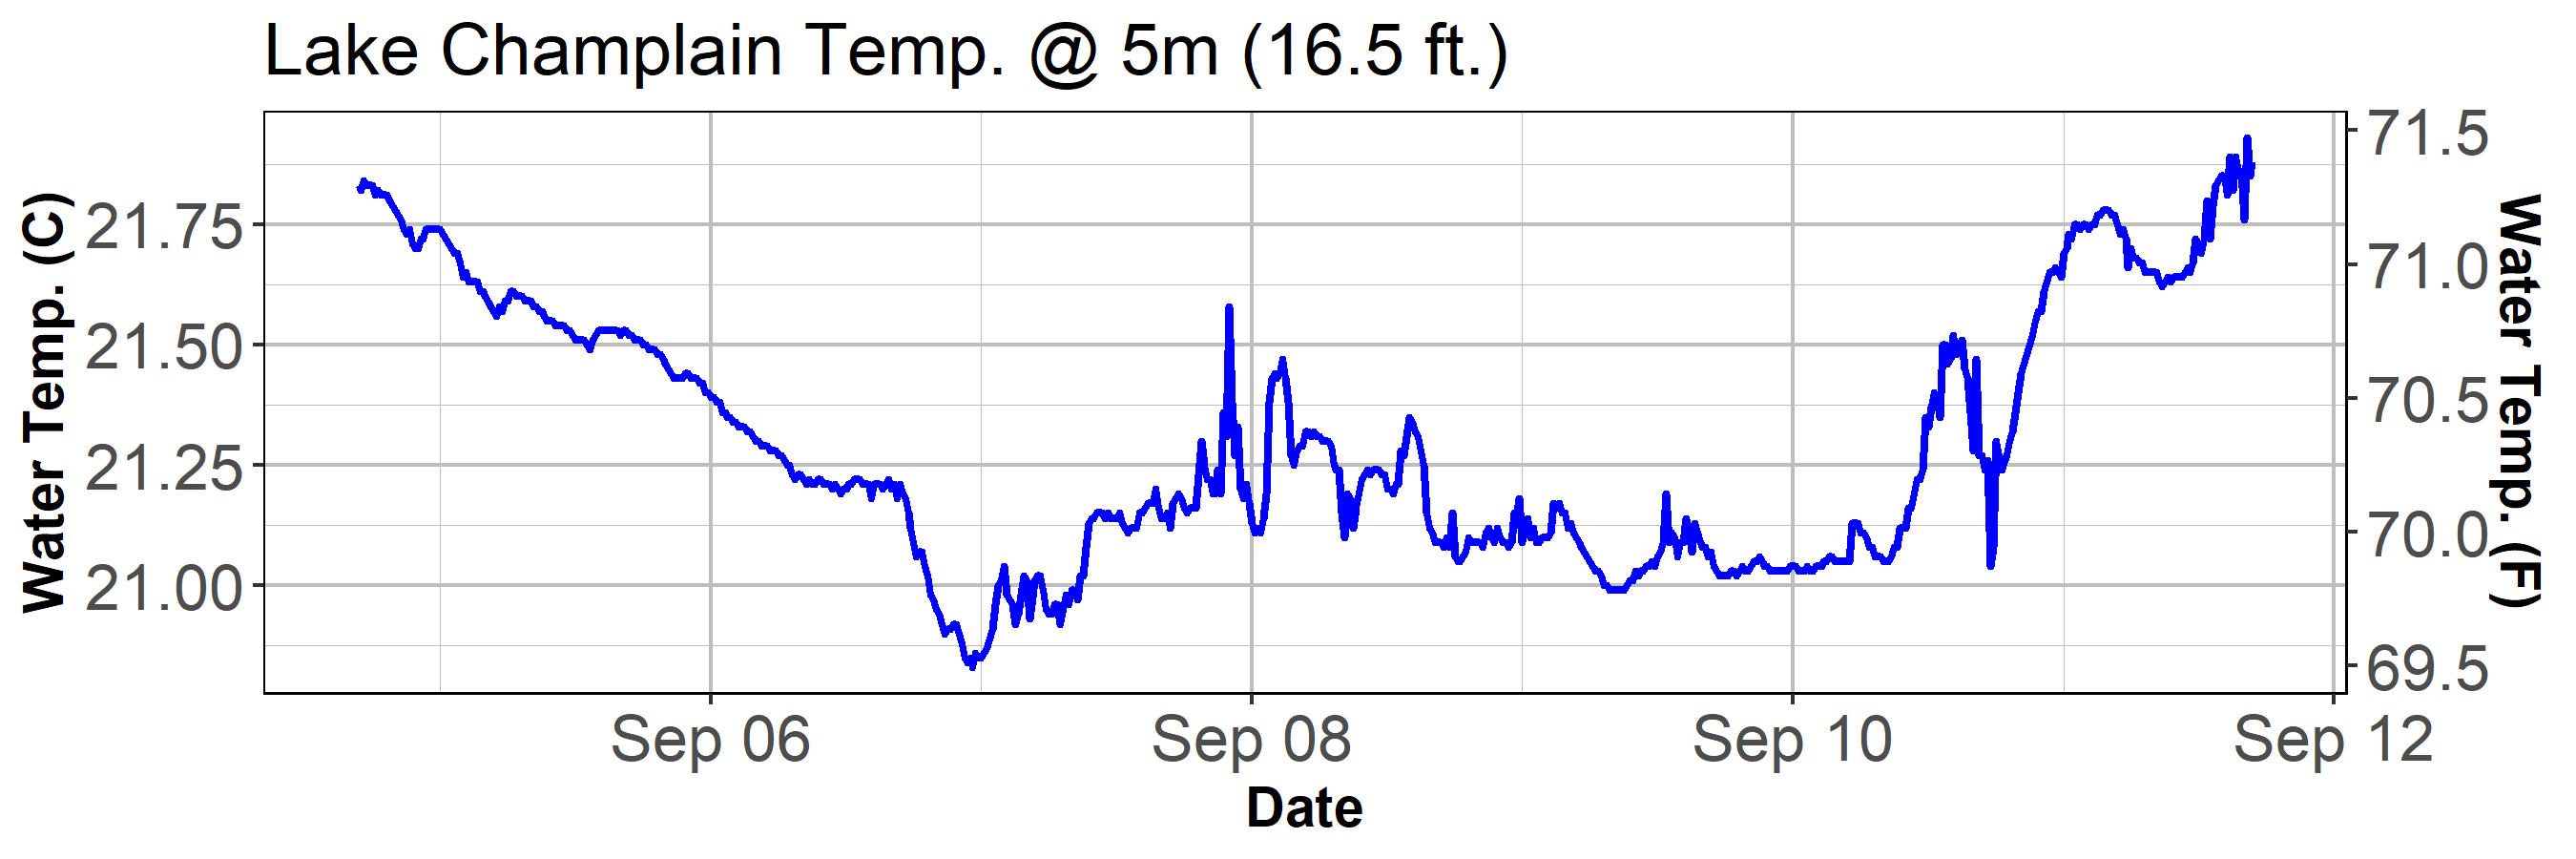 Lake Champlain Temp. @ 5m (16.5 ft.)
Water Temp. (C)
21.75
21.50
21.25
21.00
71.5
71.0
70.5
70.0
69.5
Water Temp. (F)
Sep 06
Sep 08
Sep 10
Sep 12
Date